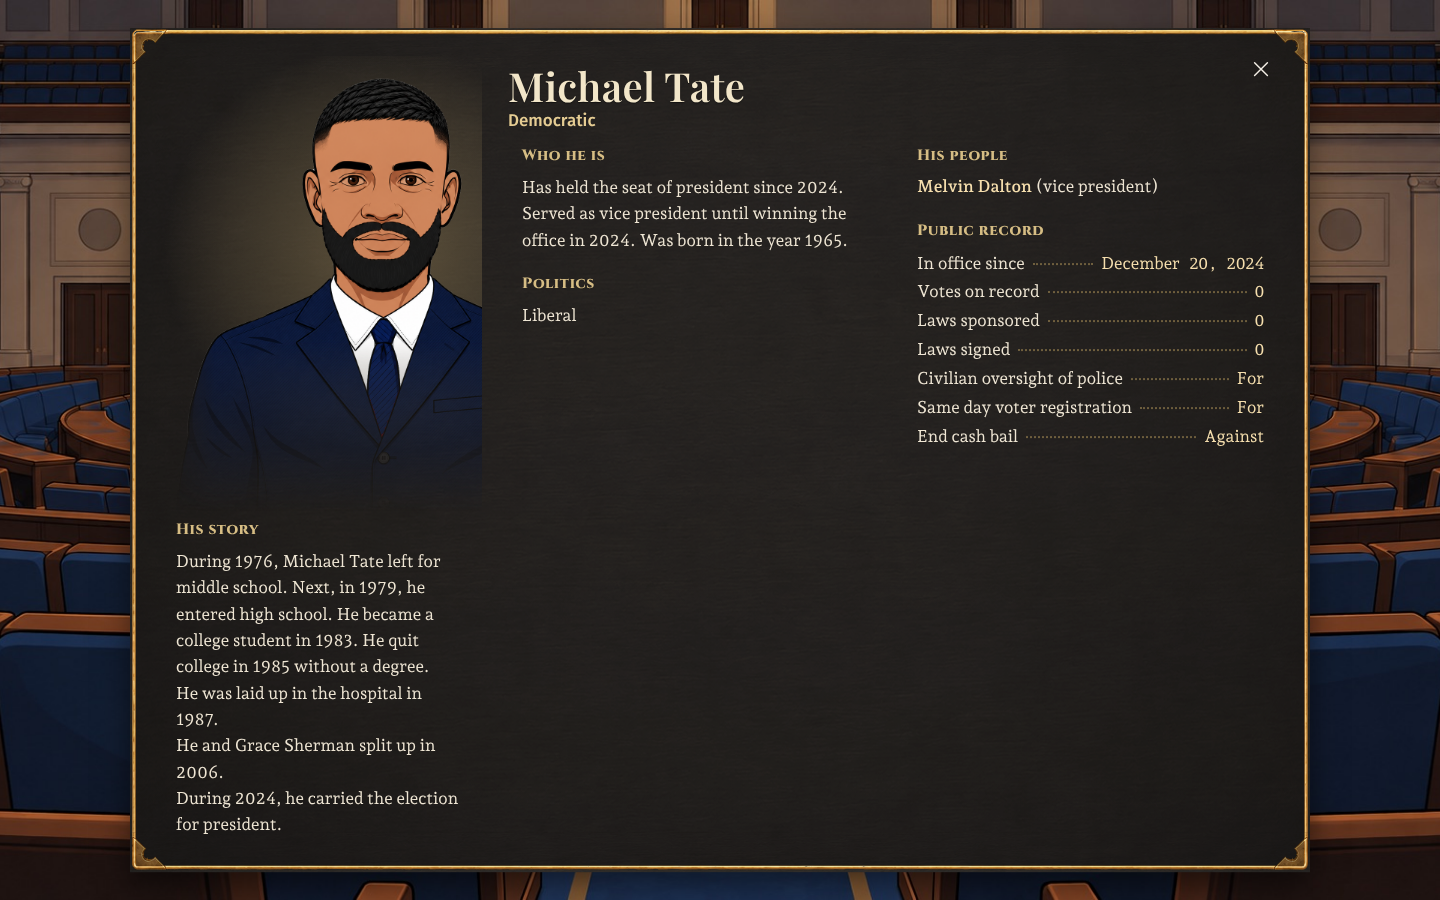 Michael Tate
Democratic
Who he is
Has held the seat of president since 2024.
Served as vice president until winning the
office in 2024. Was born in the year 1965.
Politics
Liberal
His people
Melvin Dalton (vice president)
Public record
In office since December 20, 2024
Votes on record 0
Laws sponsored 0
Laws signed 0
Civilian oversight of police For
Same day voter registration For
End cash bail Against
His story
During 1976, Michael Tate left for
middle school. Next, in 1979, he
entered high school. He became a
college student in 1983. He quit
college in 1985 without a degree.
He was laid up in the hospital in
1987.
He and Grace Sherman split up in
2006.
During 2024, he carried the election
for president.